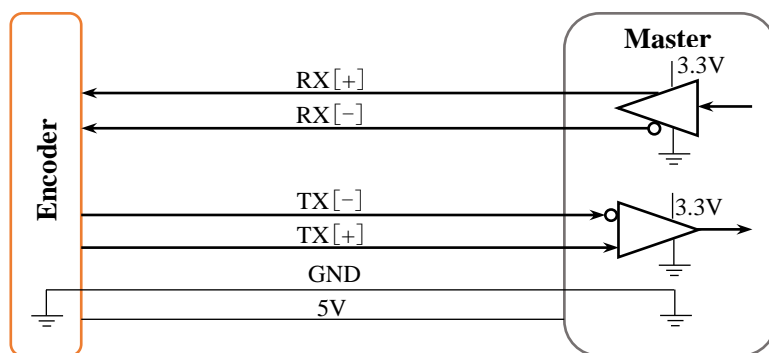 Master
3.3V
RX[+]
RX[-]
Encoder
TX[-]
3.3V
TX[+]
GND
5V